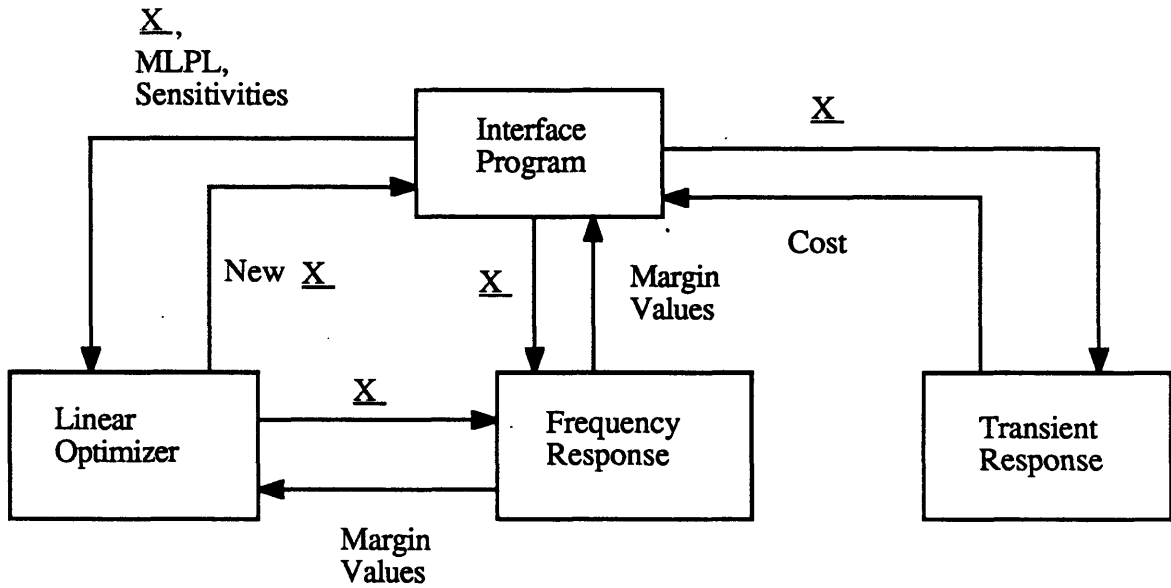 X,
MLPL,
Sensitivities
Interface
Program
X
New X
X
Margin
Values
Cost
Linear
Optimizer
X
Frequency
Response
Transient
Response
Margin
Values